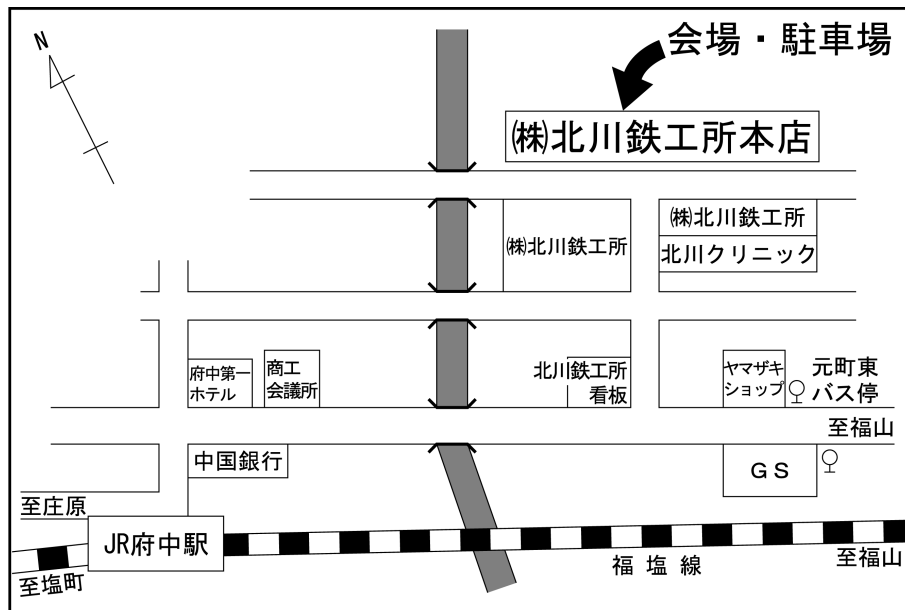 N
会場・駐車場
㈱北川鉄工所本店
㈱北川鉄工所
㈱北川鉄工所
北川クリニック
府中第一
ホテル
商工
会議所
北川鉄工所
看板
ヤマザキ
ショップ
元町東
バス停
至福山
中国銀行
GS
至庄原
JR府中駅
至塩町
福塩線
至福山